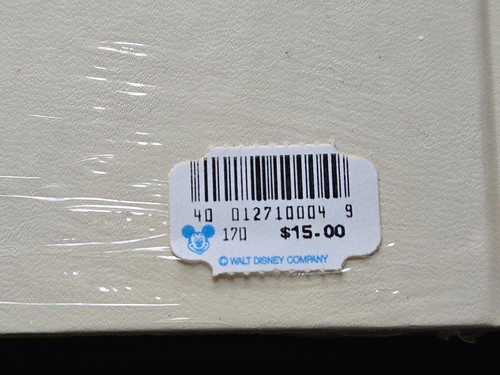 40 012710004 9
170 $15.00
© WALT DISNEY COMPANY